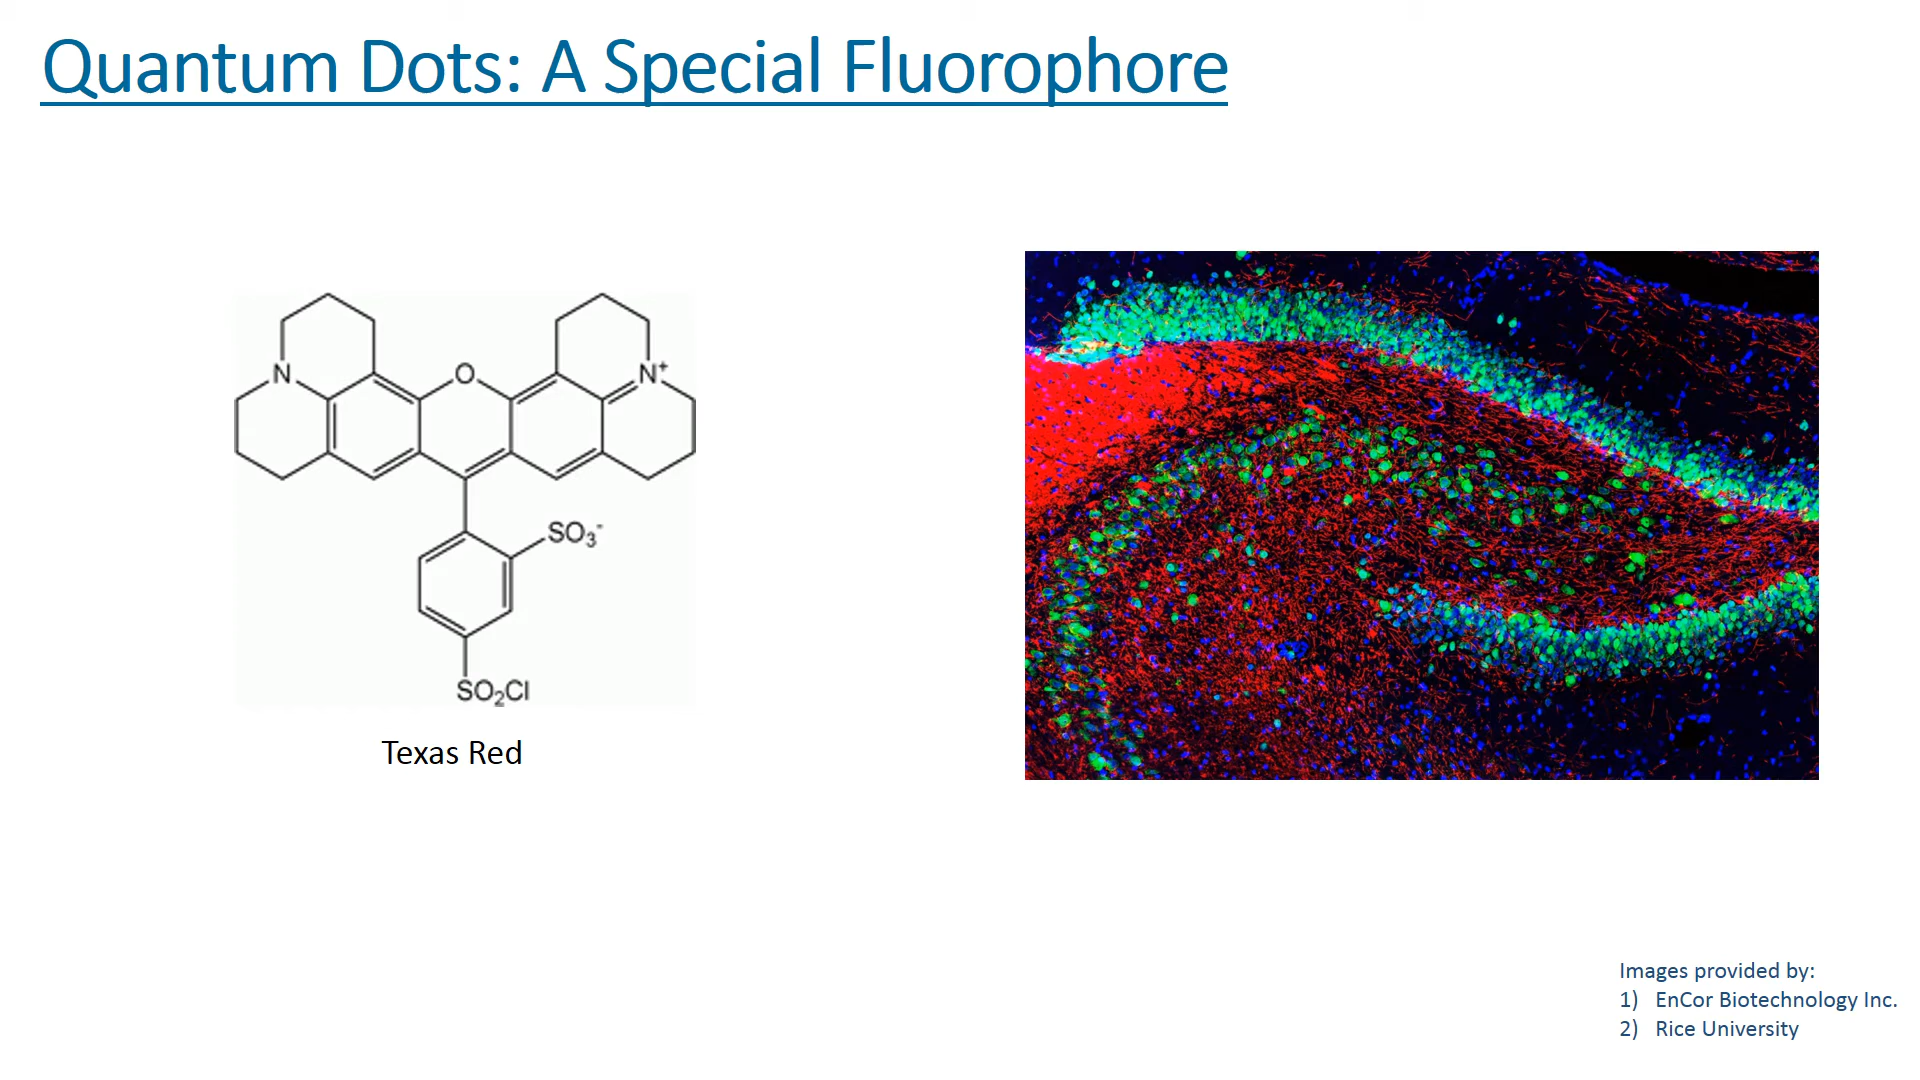 Quantum Dots: A Special Fluorophore
N
O
N⁺
SO₃⁻
SO₂Cl
Texas Red
Images provided by:
1) EnCor Biotechnology Inc.
2) Rice University